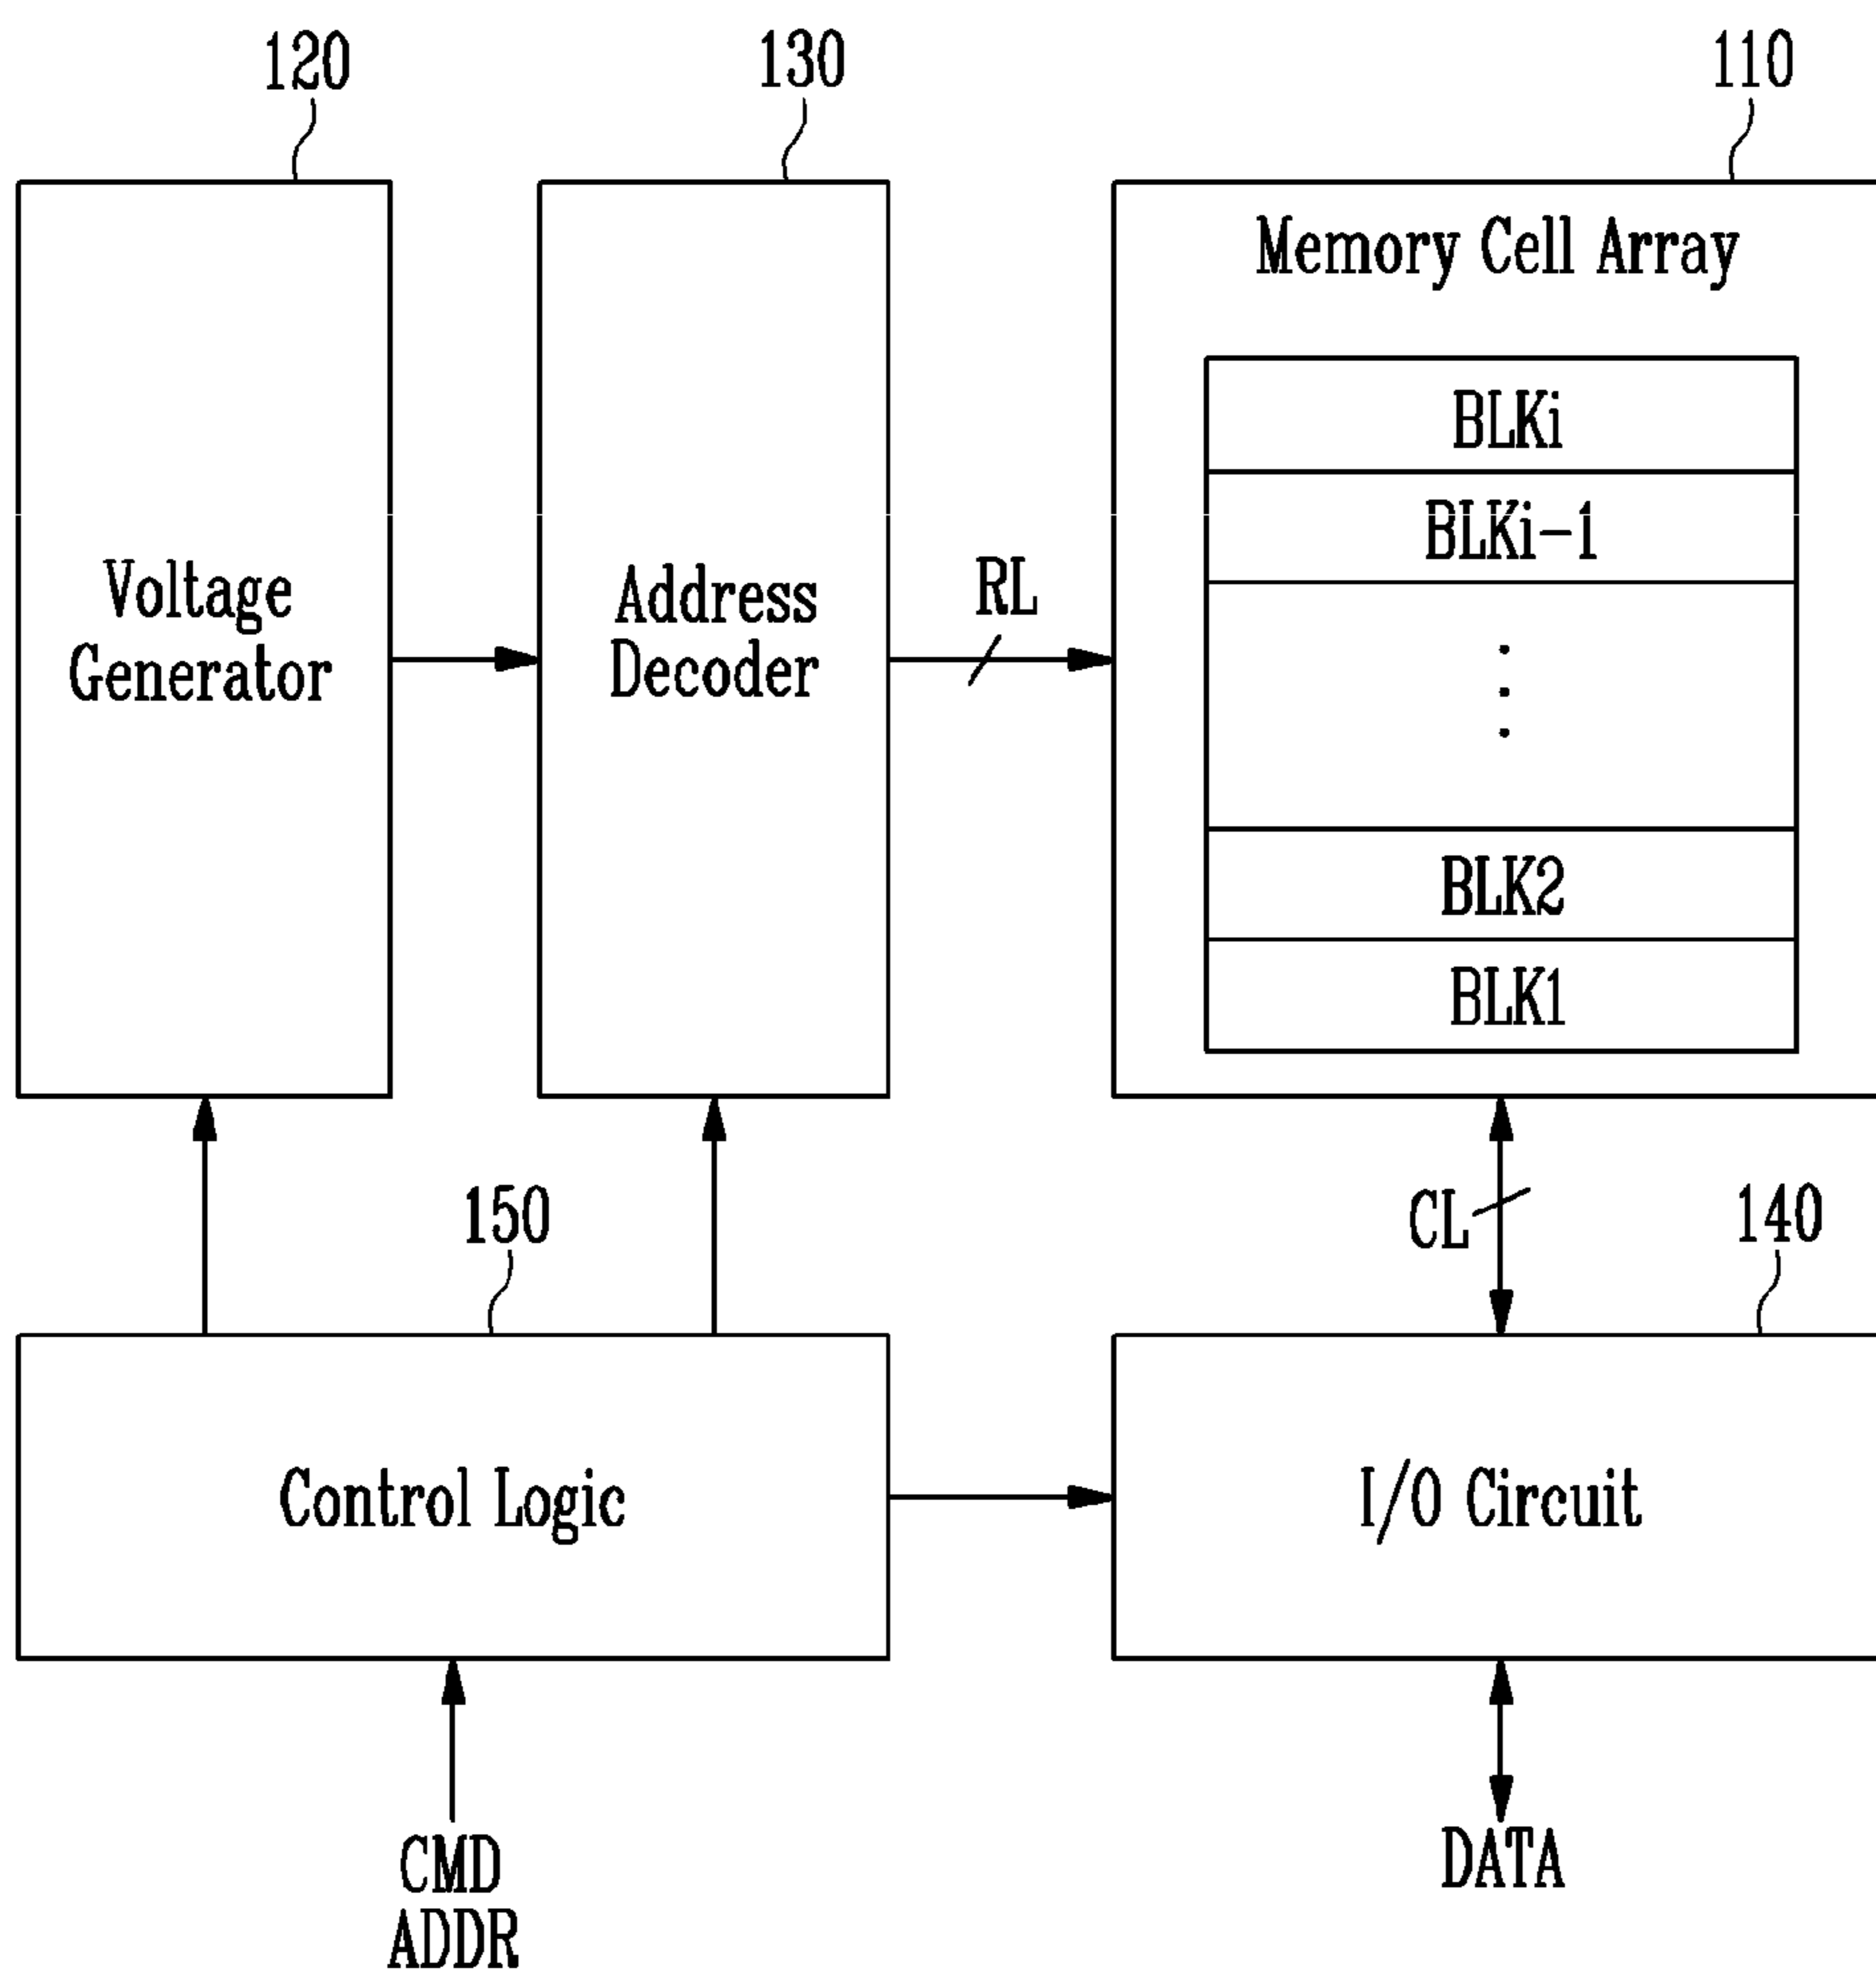 120
130
110
Memory Cell Array
BLKi
BLKi-1
Voltage
Generator
Address
Decoder
RL
BLK2
BLK1
150
CL
140
Control Logic
I/O Circuit
CMD
ADDR
DATA